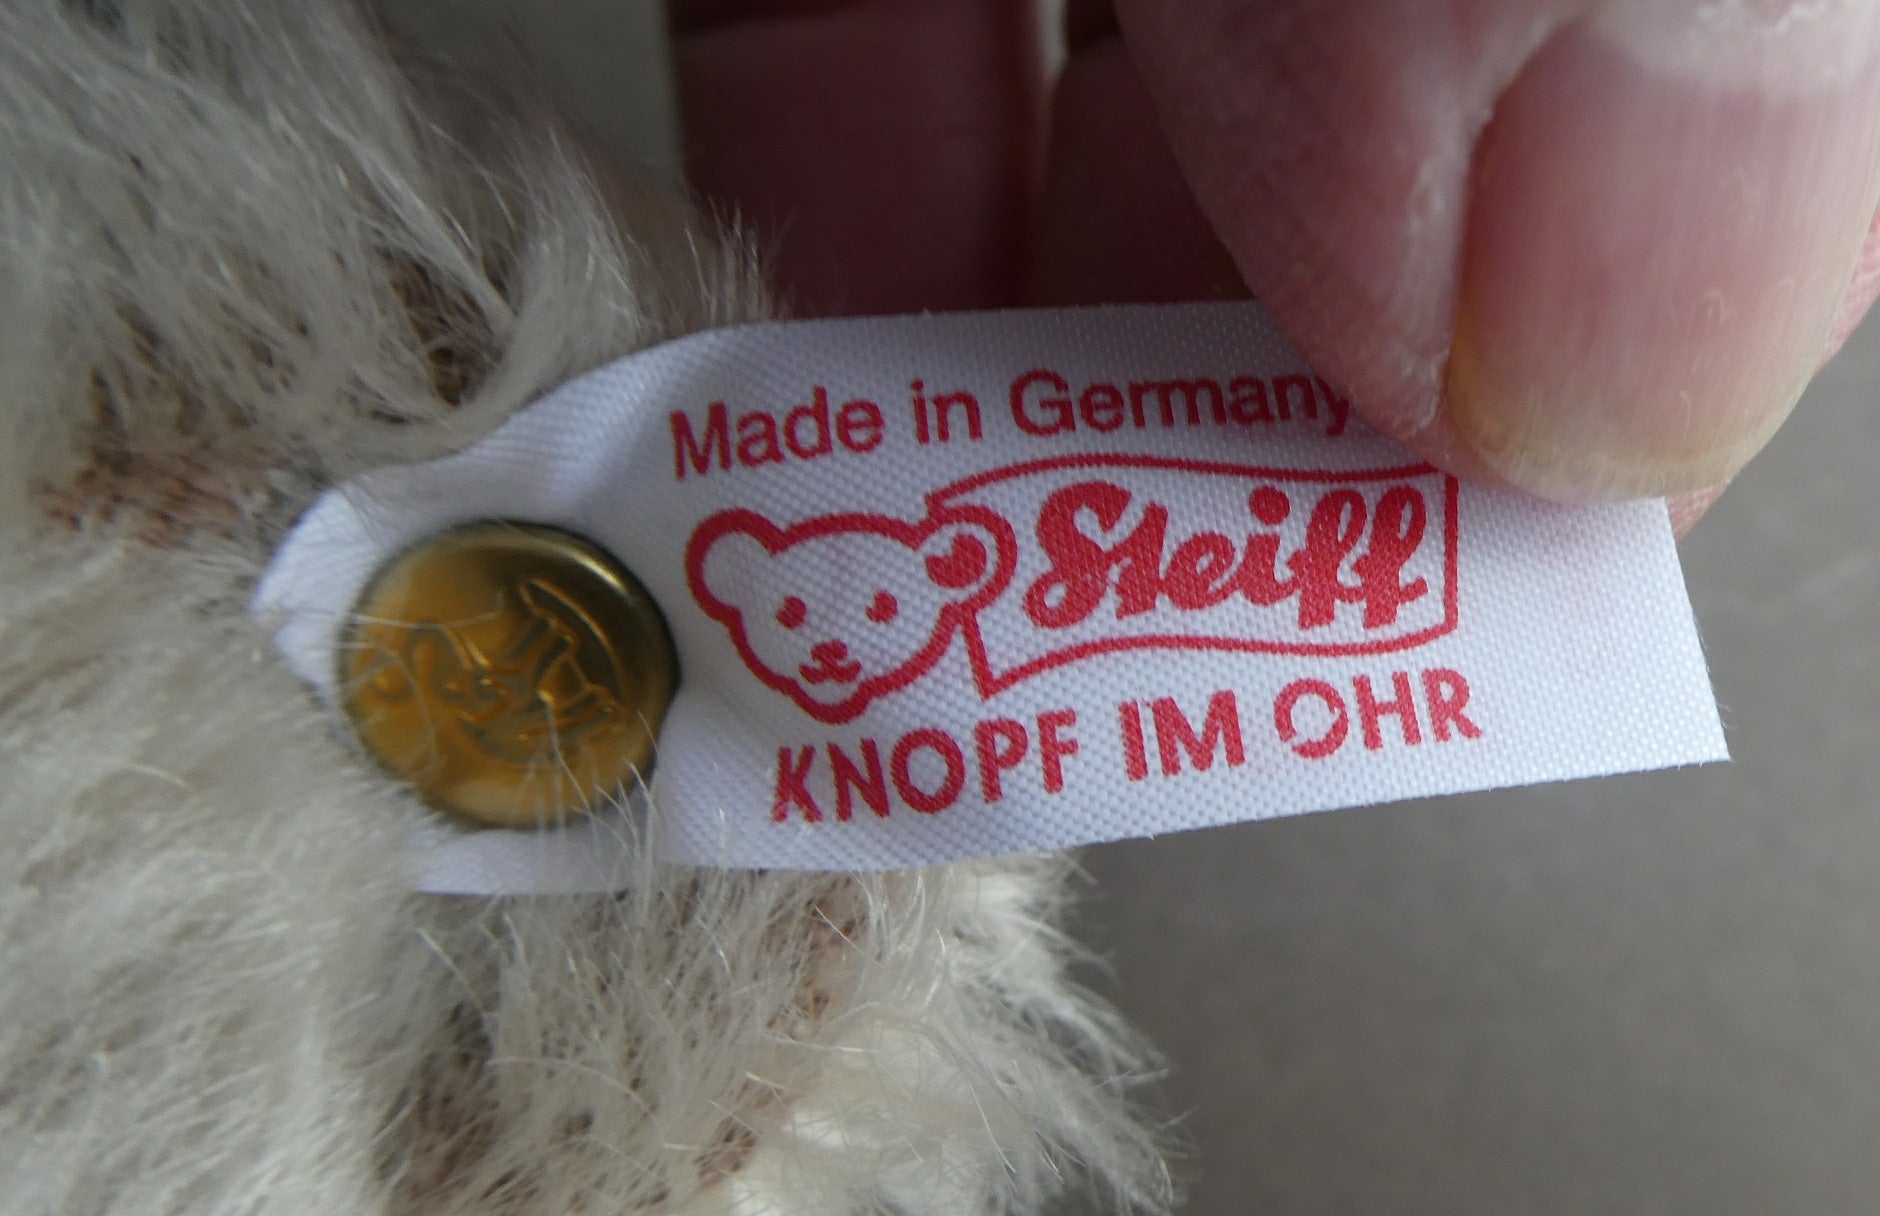 Made in Germany
Steiff
KNOPF IM OHR